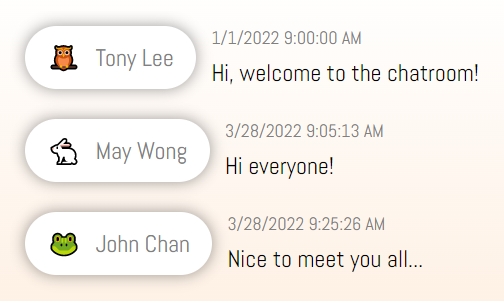 Tony Lee
1/1/2022 9:00:00 AM
Hi, welcome to the chatroom!
May Wong
3/28/2022 9:05:13 AM
Hi everyone!
John Chan
3/28/2022 9:25:26 AM
Nice to meet you all...